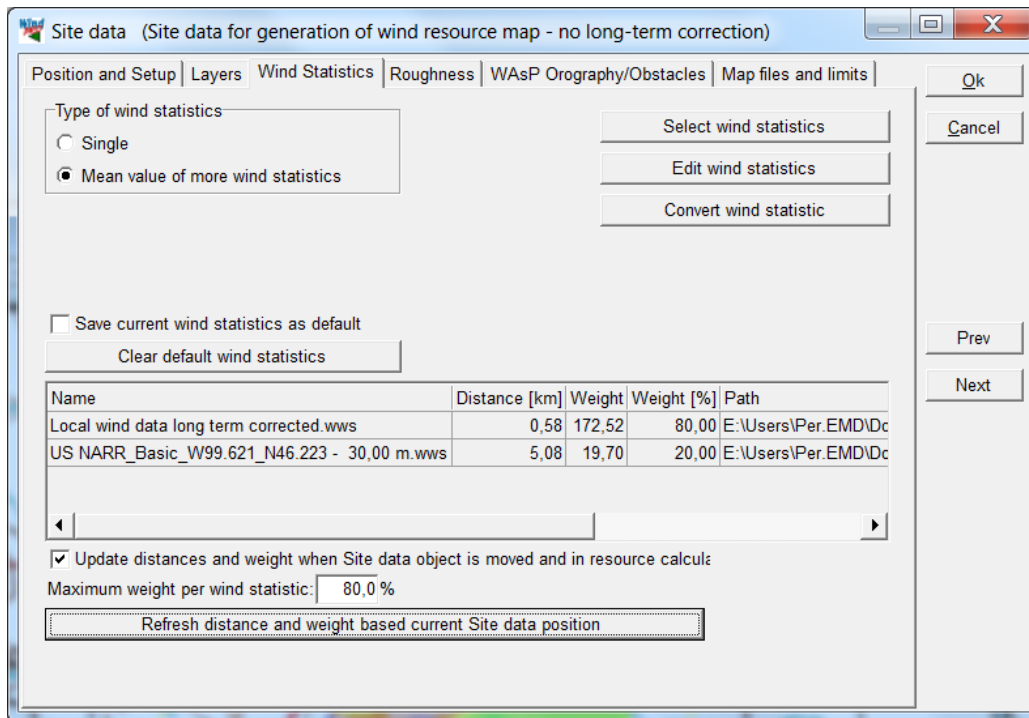 Wind
Site data   (Site data for generation of wind resource map - no long-term correction)
Position and Setup Layers Wind Statistics Roughness WAsP Orography/Obstacles Map files and limits
Ok
Cancel
Type of wind statistics
Single
Mean value of more wind statistics
Select wind statistics
Edit wind statistics
Convert wind statistic
Save current wind statistics as default
Clear default wind statistics
Prev
Next
Name Distance [km] Weight Weight [%] Path
Local wind data long term corrected.wws 0,58 172,52 80,00 E:\Users\Per.EMD\Dc
US NARR_Basic_W99.621_N46.223 - 30,00 m.wws 5,08 19,70 20,00 E:\Users\Per.EMD\Dc
Update distances and weight when Site data object is moved and in resource calcula
Maximum weight per wind statistic: 80,0 %
Refresh distance and weight based current Site data position